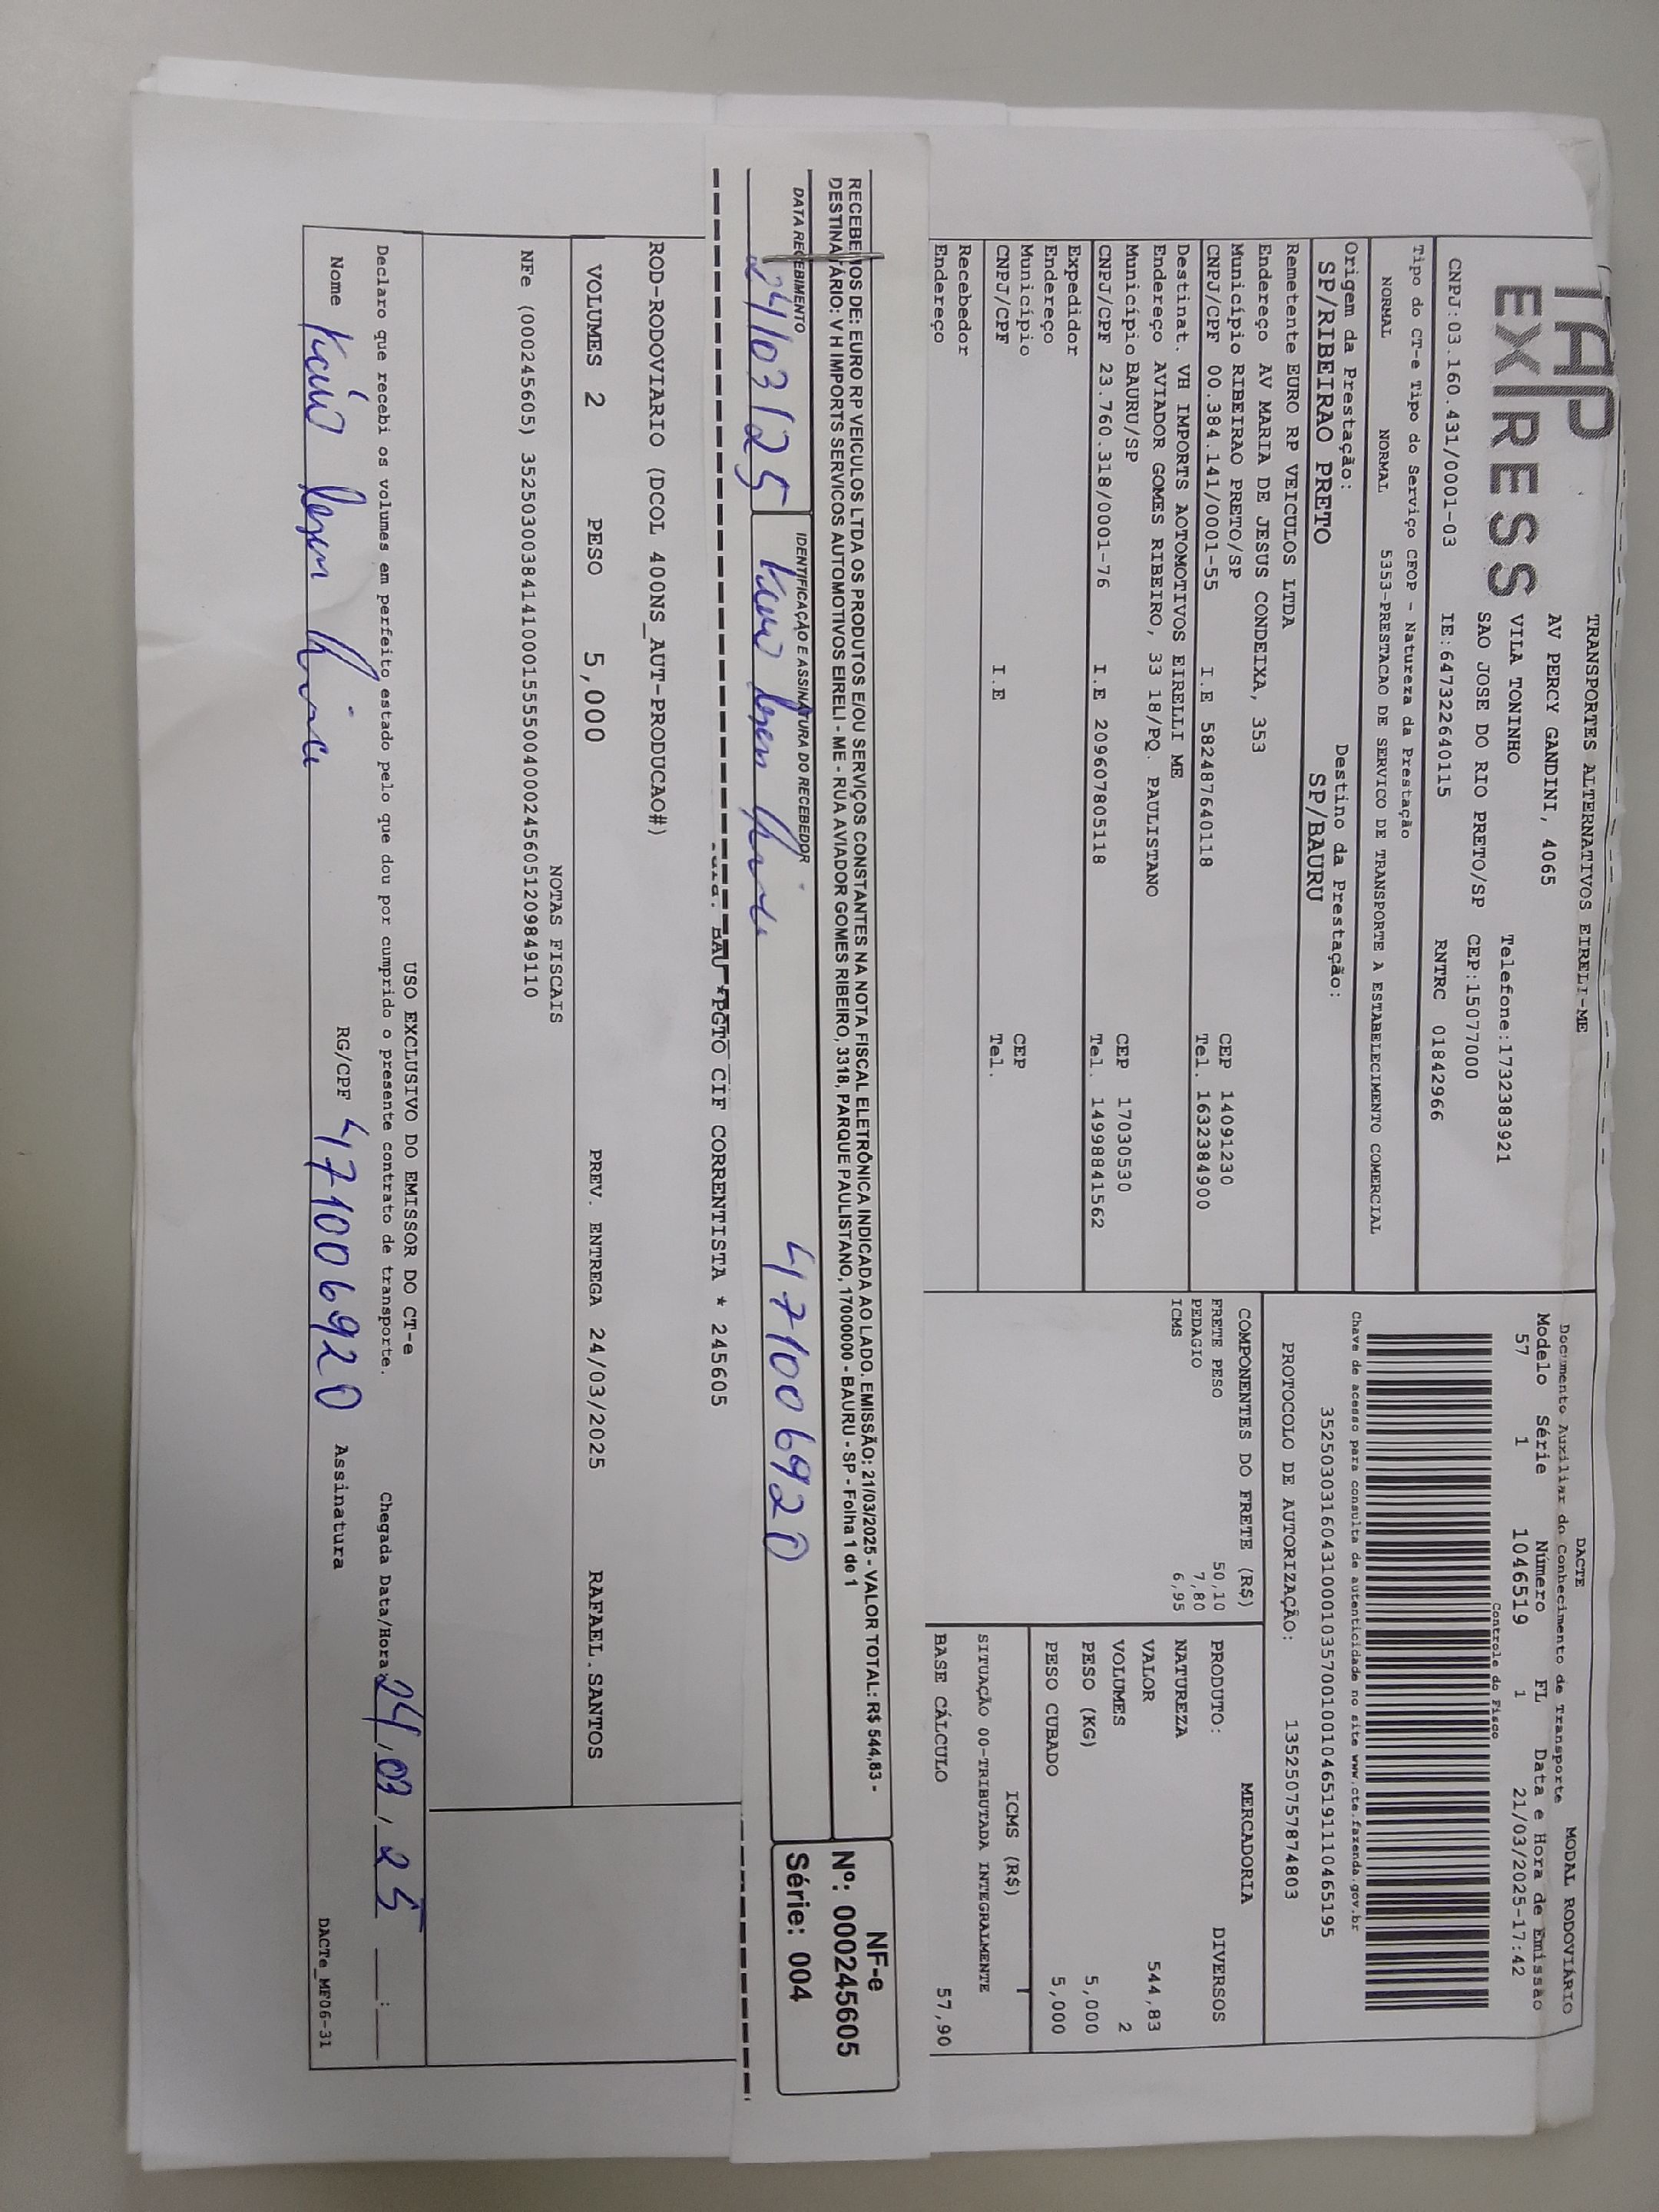 TAP
EXPRESS
TRANSPORTES ALTERNATIVOS EIRELI-ME
AV PERCY GANDINI, 4065
VILA TONINHO Telefone:1732383921
SAO JOSE DO RIO PRETO/SP CEP:15077000
CNPJ:03.160.431/0001-03 IE:647322640115 RNTRC 01842966
Tipo do CT-e Tipo do Serviço CFOP - Natureza da Prestação
NORMAL NORMAL 5353-PRESTACAO DE SERVICO DE TRANSPORTE A ESTABELECIMENTO COMERCIAL
Origem da Prestação: Destino da Prestação:
SP/RIBEIRAO PRETO SP/BAURU
Remetente EURO RP VEICULOS LTDA
Endereço AV MARIA DE JESUS CONDEIXA, 353
Município RIBEIRAO PRETO/SP CEP 14091230
CNPJ/CPF 00.384.141/0001-55 I.E 582487640118 Tel. 1632384900
Destinat. VH IMPORTS AOTOMOTIVOS EIRELLI ME
Endereço AVIADOR GOMES RIBEIRO, 33 18/PQ. PAULISTANO
Município BAURU/SP CEP 17030530
CNPJ/CPF 23.760.318/0001-76 I.E 209607805118 Tel. 14998841562
Expedidor
Endereço
Município CEP
CNPJ/CPF I.E Tel.
Recebedor
Endereço
DACTE MODAL RODOVIÁRIO
Documento Auxiliar do Conhecimento de Transporte
Modelo Série Número FL Data e Hora de Emissão
57 1 1046519 1 21/03/2025-17:42
Controle do Fisco
Chave de acesso para consulta de autenticidade no site www.cte.fazenda.gov.br
35250303160431000103570010010465191110465195
PROTOCOLO DE AUTORIZAÇÃO: 135250757874803
COMPONENTES DO FRETE (R$)
FRETE PESO 50,10
PEDAGIO 7,80
ICMS 6,95
MERCADORIA
PRODUTO: DIVERSOS
NATUREZA
VALOR 544,83
VOLUMES 2
PESO (KG) 5,000
PESO CUBADO 5,000
ICMS (R$)
SITUAÇÃO 00-TRIBUTADA INTEGRALMENTE
BASE CÁLCULO 57,90
RECEBEMOS DE: EURO RP VEICULOS LTDA OS PRODUTOS E/OU SERVIÇOS CONSTANTES NA NOTA FISCAL ELETRÔNICA INDICADA AO LADO. EMISSÃO: 21/03/2025 - VALOR TOTAL: R$ 544,83 -
DESTINATÁRIO: V H IMPORTS SERVICOS AUTOMOTIVOS EIRELI - ME - RUA AVIADOR GOMES RIBEIRO, 3318, PARQUE PAULISTANO, 17000000 - BAURU - SP - Folha 1 de 1
DATA RECEBIMENTO IDENTIFICAÇÃO E ASSINATURA DO RECEBEDOR
24/03/25 471006920
NF-e
Nº: 000245605
Série: 004
BAU *PGTO CIF CORRENTISTA * 245605
ROD-RODOVIARIO (DCOL 400NS_AUT-PRODUCAO#)
VOLUMES 2 PESO 5,000 PREV. ENTREGA 24/03/2025 RAFAEL.SANTOS
NOTAS FISCAIS
NFe (000245605) 35250300384141000155550040002456051209849110
USO EXCLUSIVO DO EMISSOR DO CT-e
Declaro que recebi os volumes em perfeito estado pelo que dou por cumprido o presente contrato de transporte. Chegada Data/Hora: 24/03/25 __:__
Nome RG/CPF 471006920 Assinatura
DACTe_MF06-31